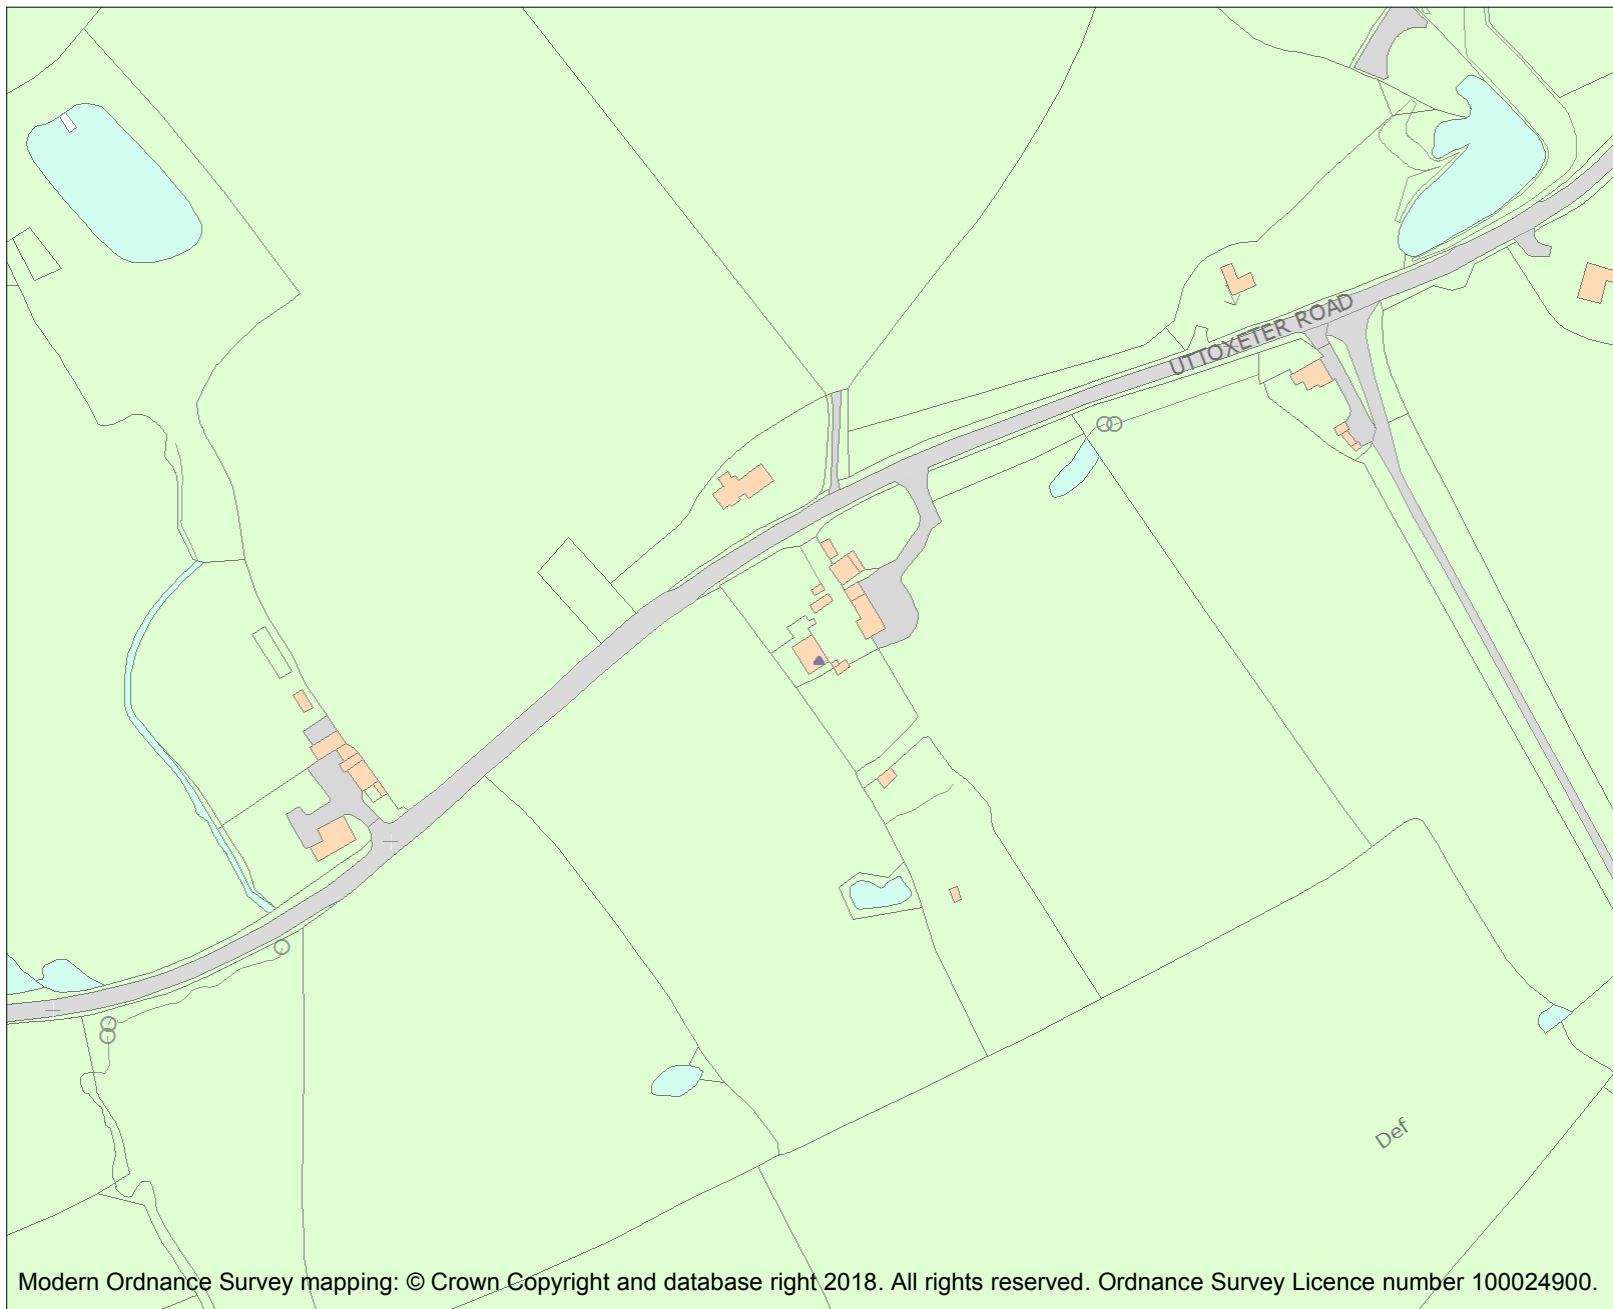 UTTOXETER ROAD
Def
Modern Ordnance Survey mapping: © Crown Copyright and database right 2018. All rights reserved. Ordnance Survey Licence number 100024900.